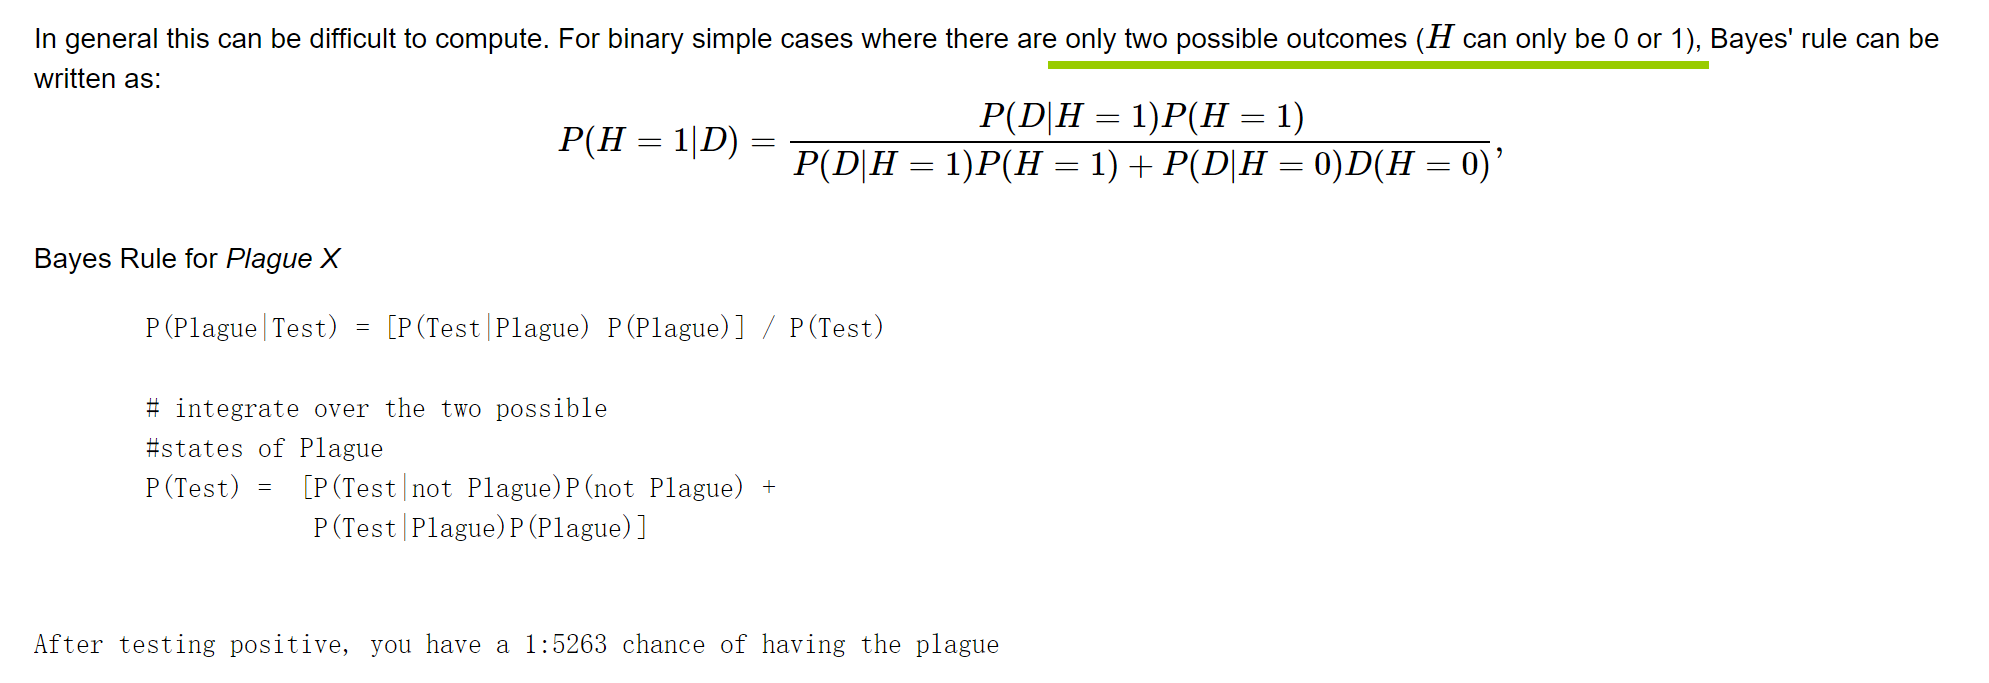 In general this can be difficult to compute. For binary simple cases where there are only two possible outcomes (H can only be 0 or 1), Bayes' rule can be
written as:
P(H = 1|D) = P(D|H = 1)P(H = 1) / P(D|H = 1)P(H = 1) + P(D|H = 0)D(H = 0) ,
Bayes Rule for Plague X
P(Plague|Test) = [P(Test|Plague) P(Plague)] / P(Test)
# integrate over the two possible
#states of Plague
P(Test) = [P(Test|not Plague)P(not Plague) +
P(Test|Plague)P(Plague)]
After testing positive, you have a 1:5263 chance of having the plague